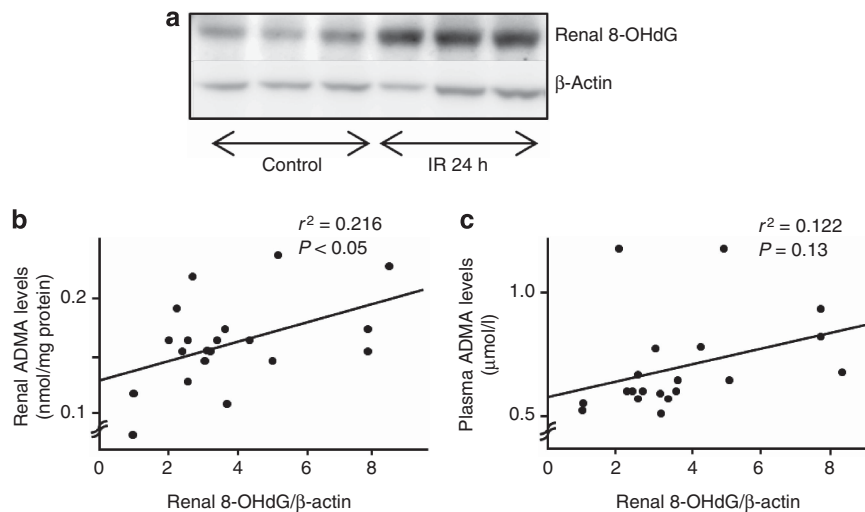 a
Renal 8-OHdG
β-Actin
Control
IR 24 h
b
r² = 0.216
P < 0.05
Renal ADMA levels
(nmol/mg protein)
0.2
0.1
0
2
4
6
8
Renal 8-OHdG/β-actin
c
r² = 0.122
P = 0.13
Plasma ADMA levels
(μmol/l)
1.0
0.5
0
2
4
6
8
Renal 8-OHdG/β-actin